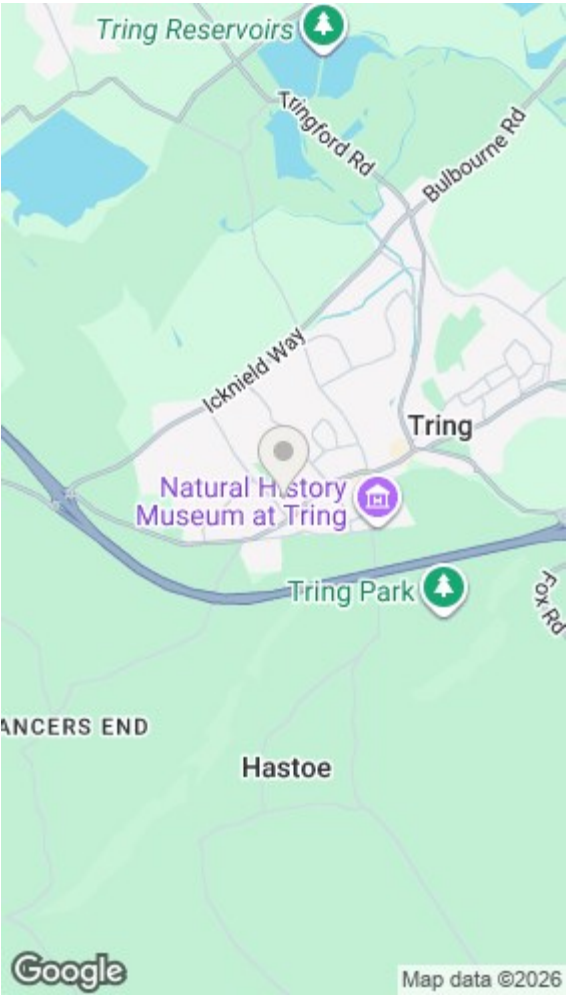 Tring Reservoirs
Tringford Rd
Bulbourne Rd
Icknield Way
Tring
Natural History
Museum at Tring
Tring Park
Fox Rd
ANCERS END
Hastoe
Google
Map data ©2026